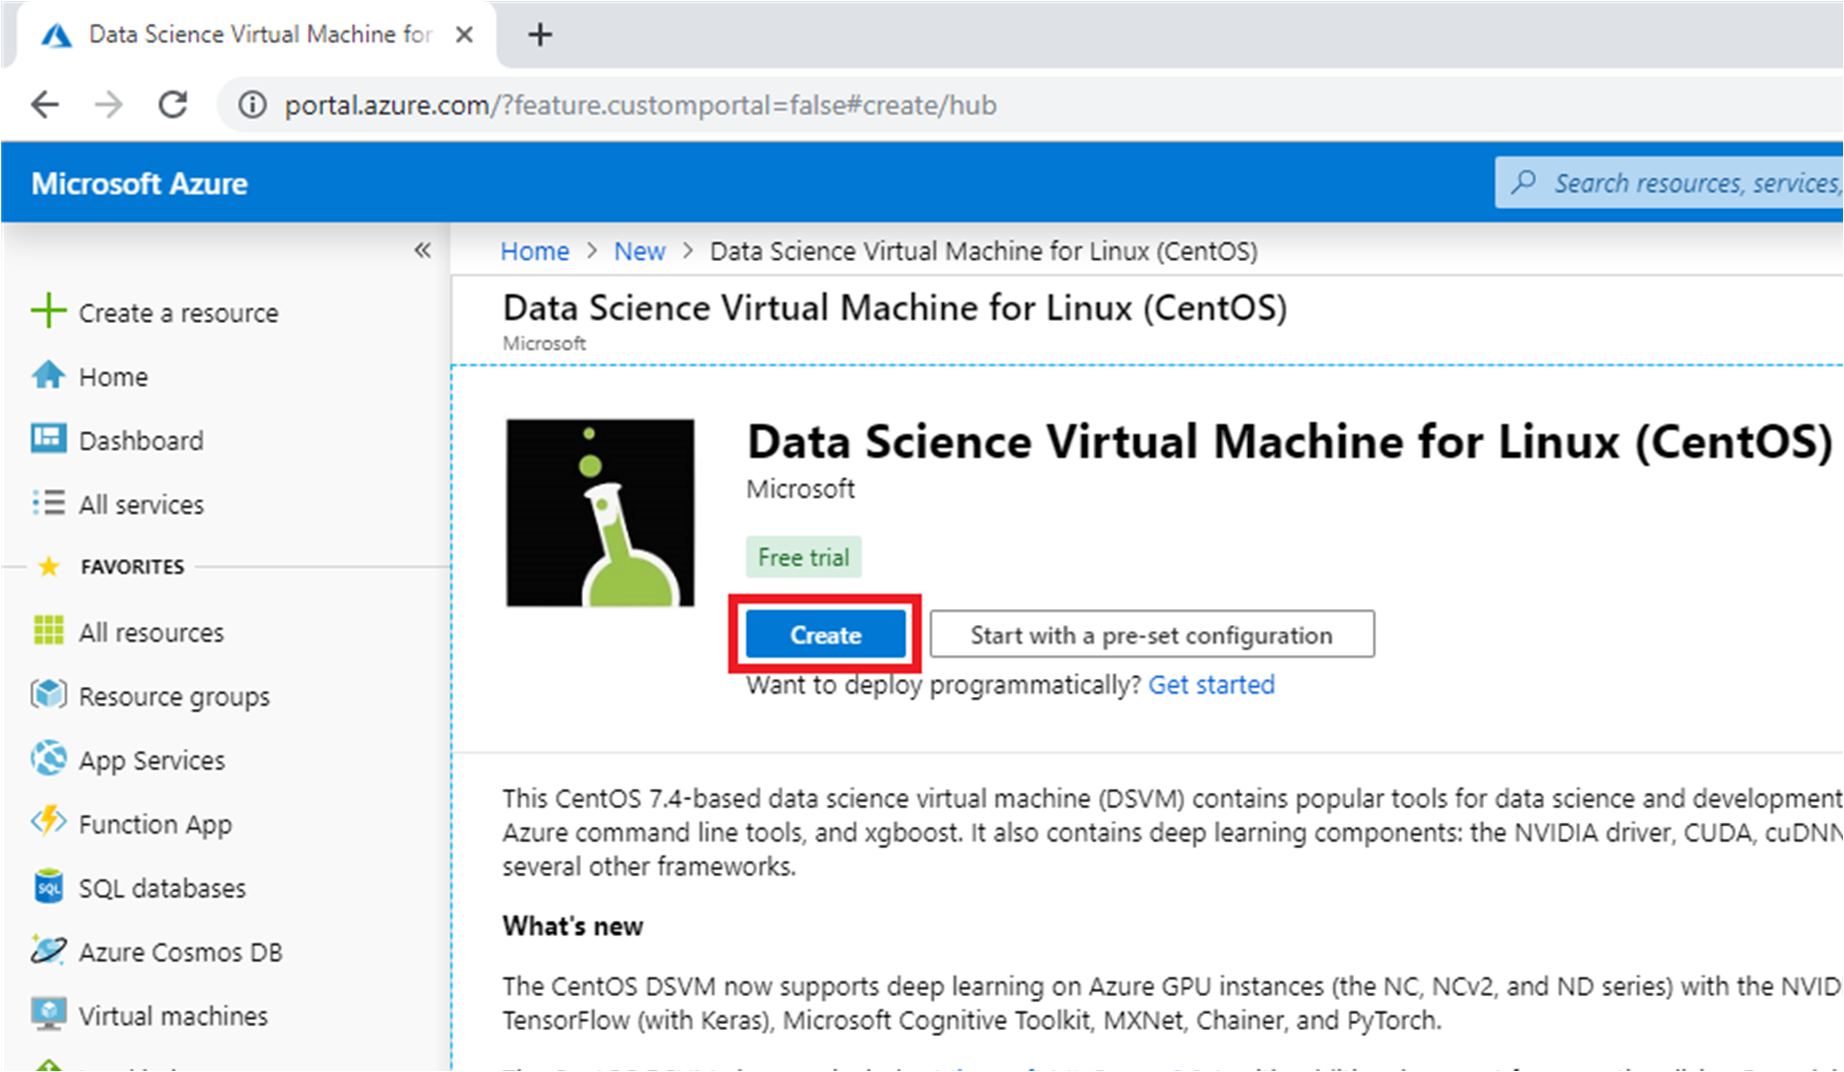 Data Science Virtual Machine for
portal.azure.com/?feature.customportal=false#create/hub
Microsoft Azure
Search resources, services,
Home > New > Data Science Virtual Machine for Linux (CentOS)
Data Science Virtual Machine for Linux (CentOS)
Microsoft
Create a resource
Home
Dashboard
All services
FAVORITES
All resources
Resource groups
App Services
Function App
SQL databases
Azure Cosmos DB
Virtual machines
Data Science Virtual Machine for Linux (CentOS)
Microsoft
Free trial
Create
Start with a pre-set configuration
Want to deploy programmatically? Get started
This CentOS 7.4-based data science virtual machine (DSVM) contains popular tools for data science and development
Azure command line tools, and xgboost. It also contains deep learning components: the NVIDIA driver, CUDA, cuDNN
several other frameworks.
What's new
The CentOS DSVM now supports deep learning on Azure GPU instances (the NC, NCv2, and ND series) with the NVID
TensorFlow (with Keras), Microsoft Cognitive Toolkit, MXNet, Chainer, and PyTorch.